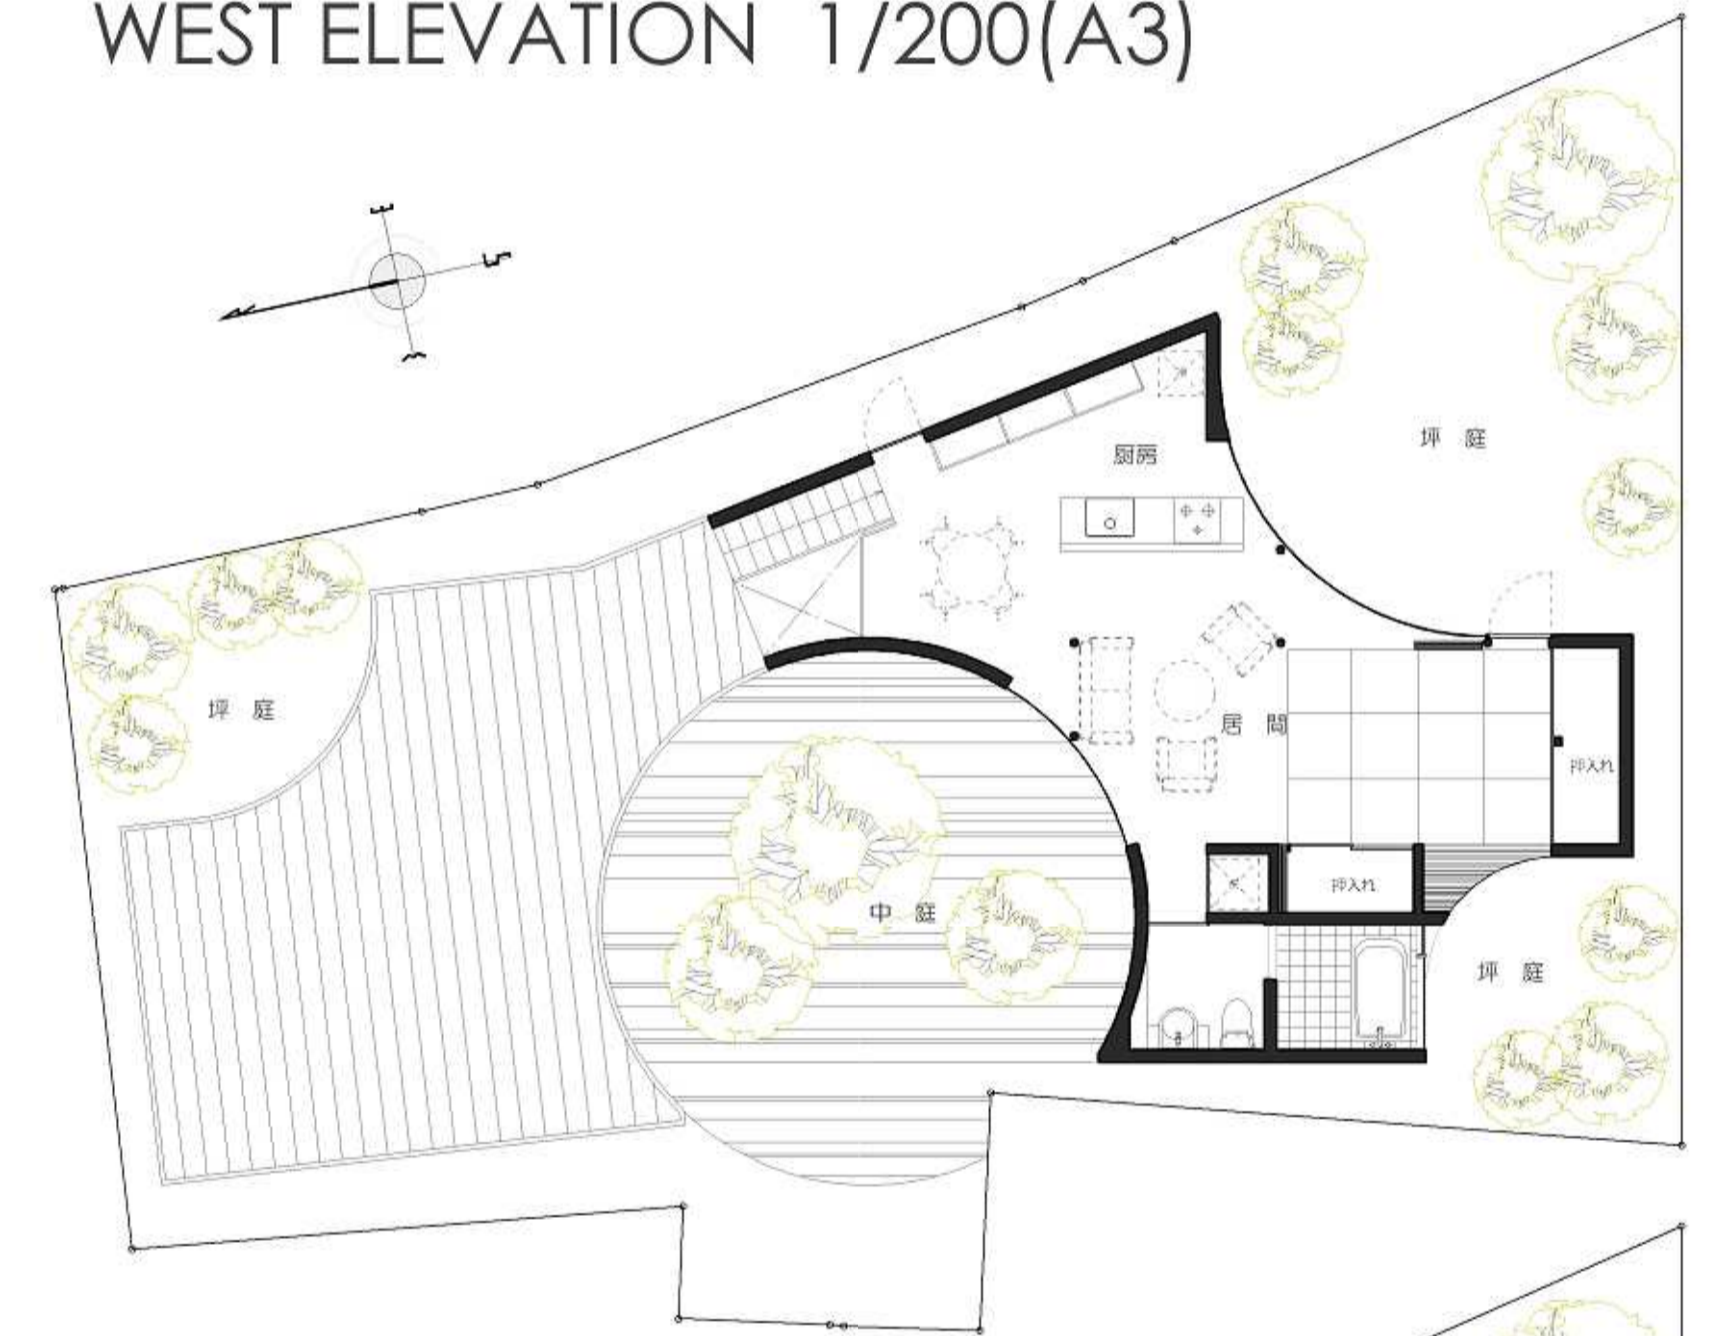 WEST ELEVATION 1/200(A3)
E
S
N
厨房
坪 庭
坪 庭
居 間
押入れ
押入れ
中 庭
坪 庭